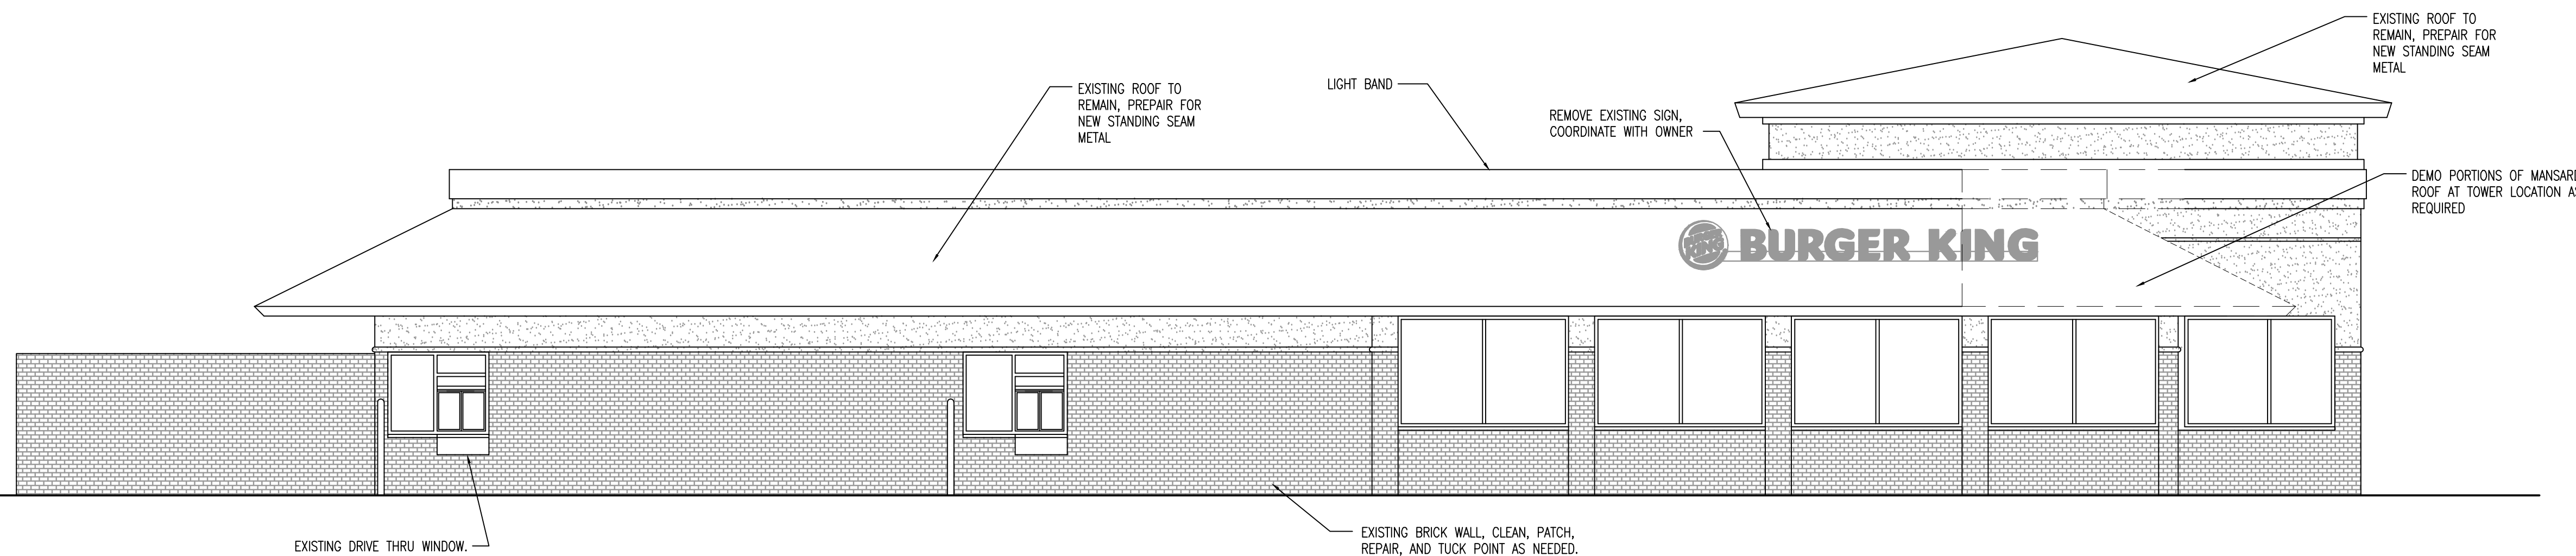 EXISTING ROOF TO
REMAIN, PREPAIR FOR
NEW STANDING SEAM
METAL
EXISTING ROOF TO
REMAIN, PREPAIR FOR
NEW STANDING SEAM
METAL
LIGHT BAND
REMOVE EXISTING SIGN,
COORDINATE WITH OWNER
DEMO PORTIONS OF MANSARD
ROOF AT TOWER LOCATION AS
REQUIRED
BURGER KING
BURGER KING
EXISTING DRIVE THRU WINDOW.
EXISTING BRICK WALL, CLEAN, PATCH,
REPAIR, AND TUCK POINT AS NEEDED.